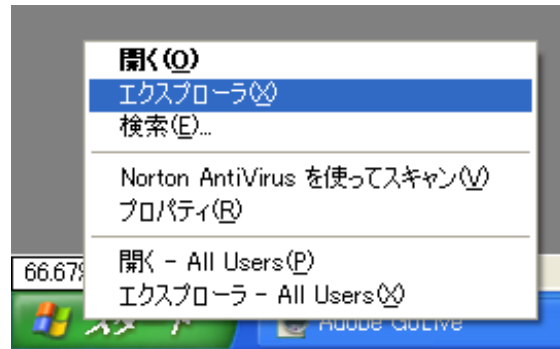 開く(O)
エクスプローラ(X)
検索(E)...
Norton AntiVirus を使ってスキャン(V)
プロパティ(R)
開く - All Users(P)
エクスプローラ - All Users(X)
66.67%
スタート
Adobe GoLive